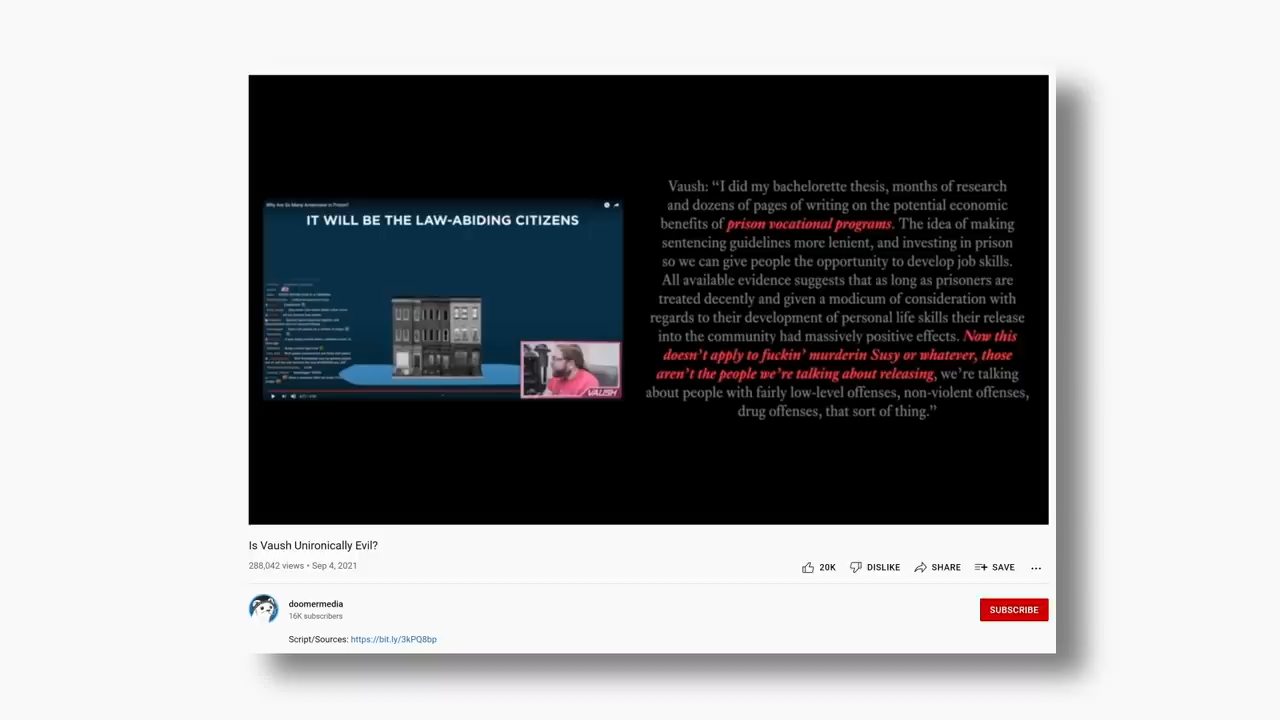 Why Are So Many Americans in Prison?
IT WILL BE THE LAW-ABIDING CITIZENS
VAUSH
Vaush: “I did my bachelorette thesis, months of research
and dozens of pages of writing on the potential economic
benefits of prison vocational programs. The idea of making
sentencing guidelines more lenient, and investing in prison
so we can give people the opportunity to develop job skills.
All available evidence suggests that as long as prisoners are
treated decently and given a modicum of consideration with
regards to their development of personal life skills their release
into the community had massively positive effects. Now this
doesn't apply to fuckin' murderin Susy or whatever, those
aren't the people we're talking about releasing, we're talking
about people with fairly low-level offenses, non-violent offenses,
drug offenses, that sort of thing.”
Is Vaush Unironically Evil?
288,042 views • Sep 4, 2021
20K DISLIKE SHARE SAVE ...
doomermedia
16K subscribers
SUBSCRIBE
Script/Sources: https://bit.ly/3kPQ8bp